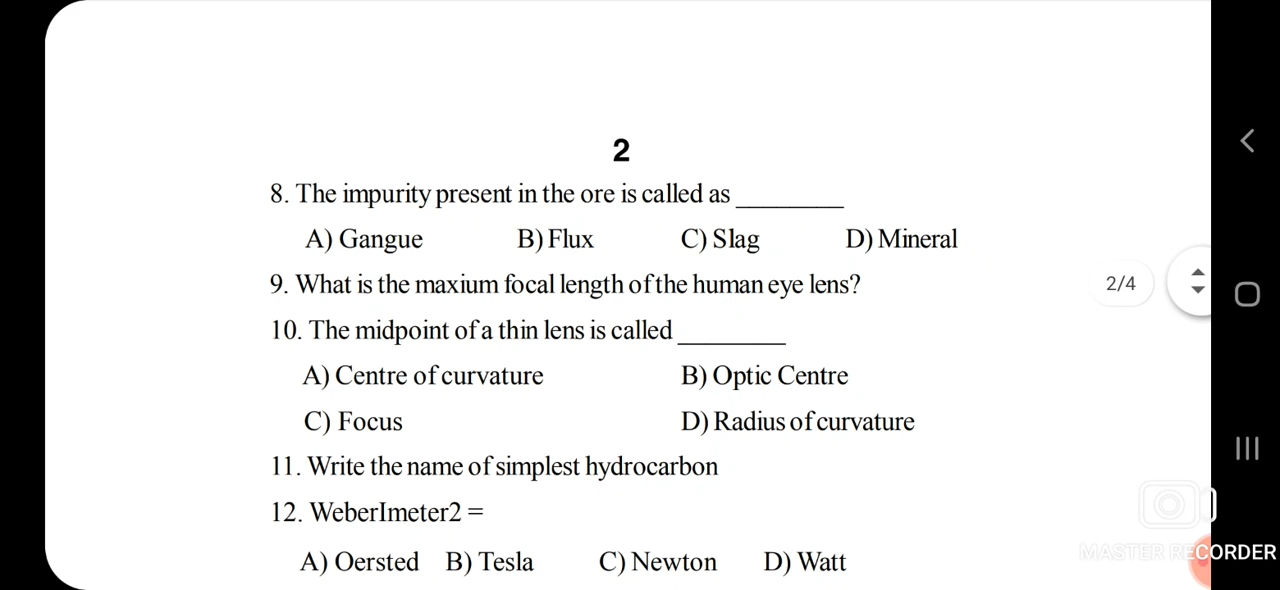 2
8. The impurity present in the ore is called as ________
A) Gangue B) Flux C) Slag D) Mineral
9. What is the maxium focal length of the human eye lens?
2/4
10. The midpoint of a thin lens is called ________
A) Centre of curvature B) Optic Centre
C) Focus D) Radius of curvature
11. Write the name of simplest hydrocarbon
12. WeberImeter2 =
A) Oersted B) Tesla C) Newton D) Watt
MASTER RECORDER